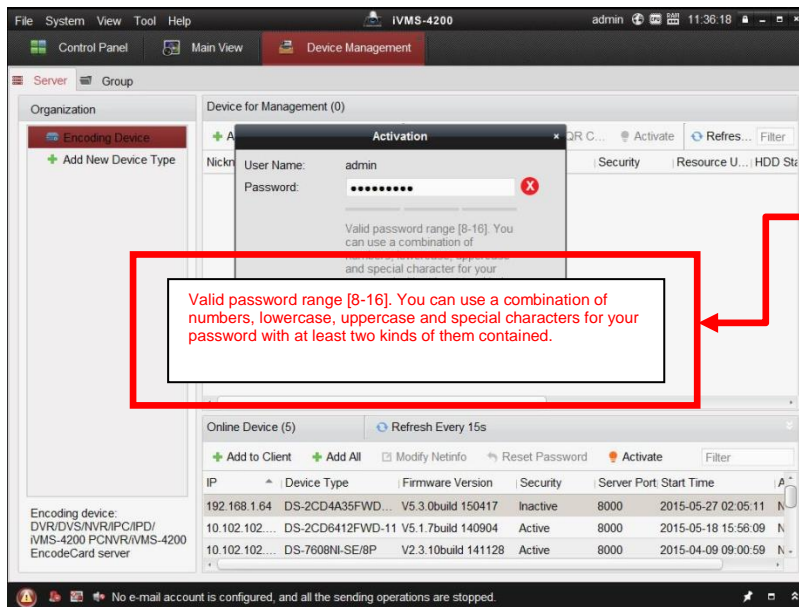 File System View Tool Help
iVMS-4200
admin
11:36:18
Control Panel
Main View
Device Management
Server
Group
Organization
Encoding Device
Add New Device Type
Encoding device:
DVR/DVS/NVR/IPC/IPD/
iVMS-4200 PCNVR/iVMS-4200
EncodeCard server
Device for Management (0)
QR C...
Activate
Refres...
Filter
Security
Resource U...
HDD Sta
Activation
User Name: admin
Password:
Valid password range [8-16]. You
can use a combination of
numbers, lowercase, uppercase
and special character for your
Valid password range [8-16]. You can use a combination of
numbers, lowercase, uppercase and special characters for your
password with at least two kinds of them contained.
Online Device (5)
Refresh Every 15s
Add to Client
Add All
Modify Netinfo
Reset Password
Activate
Filter
IP Device Type Firmware Version Security Server Port Start Time
192.168.1.64 DS-2CD4A35FWD... V5.3.0build 150417 Inactive 8000 2015-05-27 02:05:11
10.102.102.... DS-2CD6412FWD-11 V5.1.7build 140904 Active 8000 2015-05-18 15:56:09
10.102.102.... DS-7608NI-SE/8P V2.3.10build 141128 Active 8000 2015-04-09 09:00:59
No e-mail account is configured, and all the sending operations are stopped.